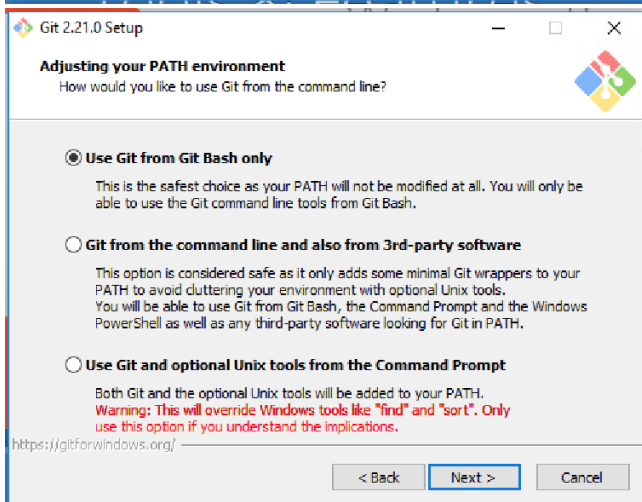 Git 2.21.0 Setup
Adjusting your PATH environment
How would you like to use Git from the command line?
Use Git from Git Bash only
This is the safest choice as your PATH will not be modified at all. You will only be
able to use the Git command line tools from Git Bash.
Git from the command line and also from 3rd-party software
This option is considered safe as it only adds some minimal Git wrappers to your
PATH to avoid cluttering your environment with optional Unix tools.
You will be able to use Git from Git Bash, the Command Prompt and the Windows
PowerShell as well as any third-party software looking for Git in PATH.
Use Git and optional Unix tools from the Command Prompt
Both Git and the optional Unix tools will be added to your PATH.
Warning: This will override Windows tools like "find" and "sort". Only
use this option if you understand the implications.
https://gitforwindows.org/
< Back Next > Cancel